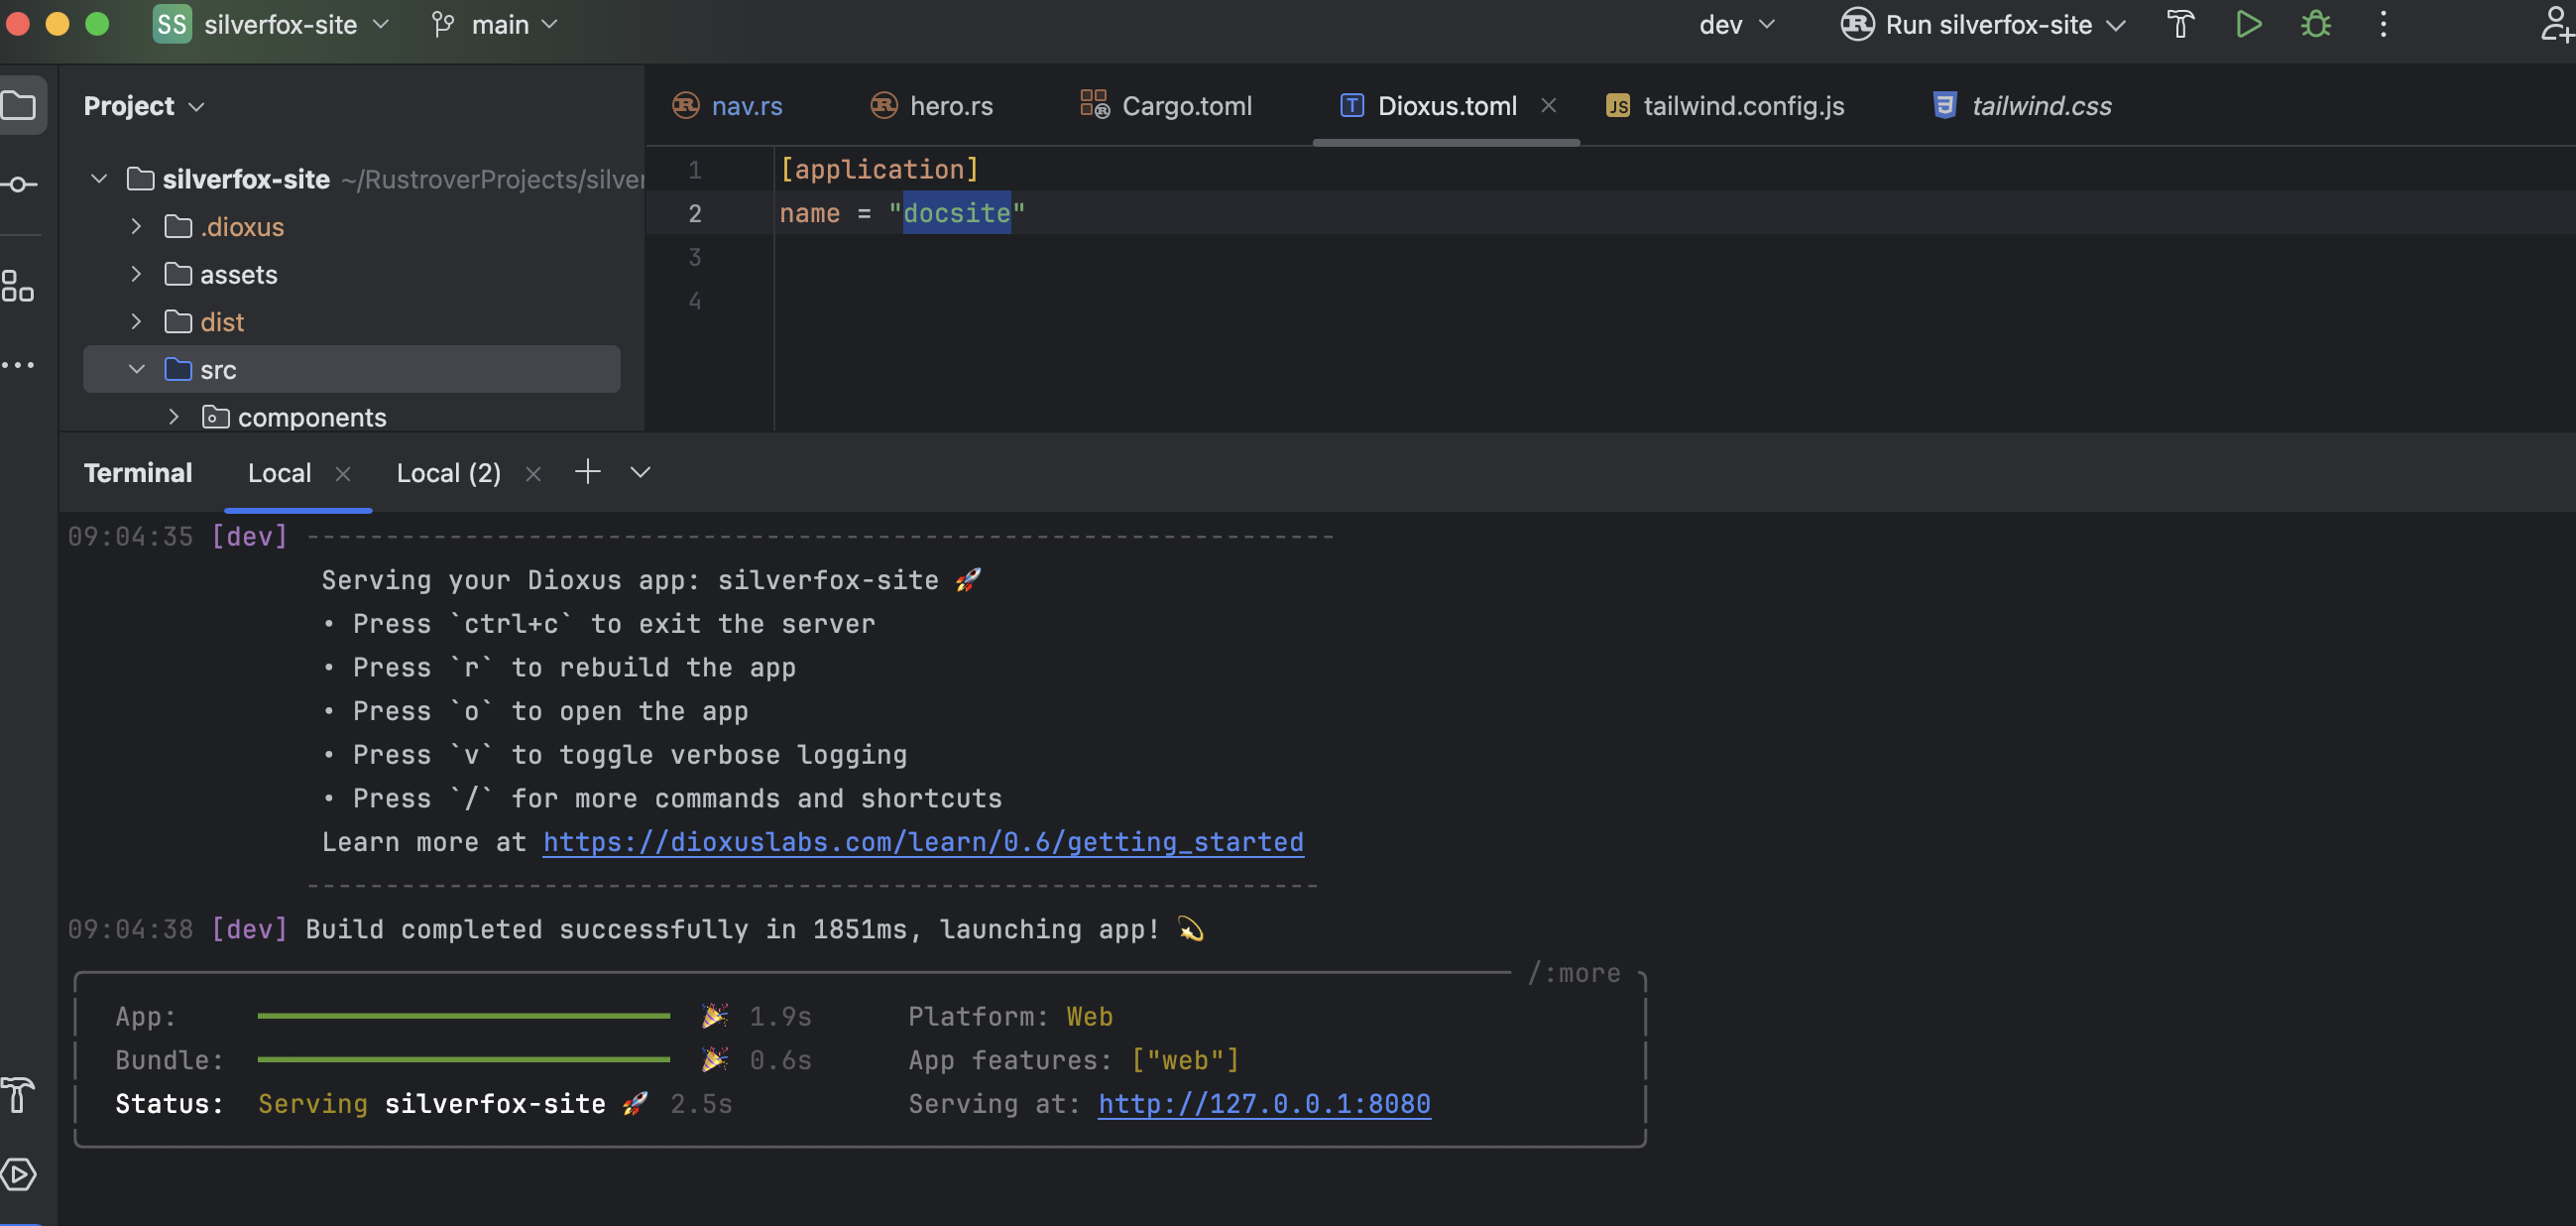 SS silverfox-site main dev Run silverfox-site
Project
nav.rs hero.rs Cargo.toml Dioxus.toml tailwind.config.js tailwind.css
silverfox-site ~/RustroverProjects/silver
.dioxus
assets
dist
src
components
1 [application]
2 name = "docsite"
3
4
Terminal Local Local (2)
09:04:35 [dev] -----------------------------------------------------------------
Serving your Dioxus app: silverfox-site 🚀
• Press `ctrl+c` to exit the server
• Press `r` to rebuild the app
• Press `o` to open the app
• Press `v` to toggle verbose logging
• Press `/` for more commands and shortcuts
Learn more at https://dioxuslabs.com/learn/0.6/getting_started
----------------------------------------------------------------
09:04:38 [dev] Build completed successfully in 1851ms, launching app! 💫
/:more
App: 🎉 1.9s Platform: Web
Bundle: 🎉 0.6s App features: ["web"]
Status: Serving silverfox-site 🚀 2.5s Serving at: http://127.0.0.1:8080